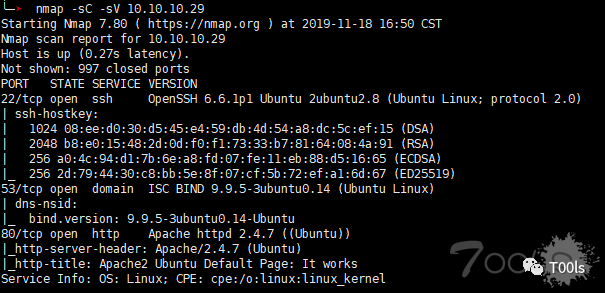 nmap -sC -sV 10.10.10.29
Starting Nmap 7.80 ( https://nmap.org ) at 2019-11-18 16:50 CST
Nmap scan report for 10.10.10.29
Host is up (0.27s latency).
Not shown: 997 closed ports
PORT   STATE SERVICE VERSION
22/tcp open  ssh     OpenSSH 6.6.1p1 Ubuntu 2ubuntu2.8 (Ubuntu Linux; protocol 2.0)
| ssh-hostkey:
|   1024 08:ee:d0:30:d5:45:e4:59:db:4d:54:a8:dc:5c:ef:15 (DSA)
|   2048 b8:e0:15:48:2d:0d:f0:f1:73:33:b7:81:64:08:4a:91 (RSA)
|   256 a0:4c:94:d1:7b:6e:a8:fd:07:fe:11:eb:88:d5:16:65 (ECDSA)
|_  256 2d:79:44:30:c8:bb:5e:8f:07:cf:5b:72:ef:a1:6d:67 (ED25519)
53/tcp open  domain  ISC BIND 9.9.5-3ubuntu0.14 (Ubuntu Linux)
| dns-nsid:
|_  bind.version: 9.9.5-3ubuntu0.14-Ubuntu
80/tcp open  http    Apache httpd 2.4.7 ((Ubuntu))
|_http-server-header: Apache/2.4.7 (Ubuntu)
|_http-title: Apache2 Ubuntu Default Page: It works
Service Info: OS: Linux; CPE: cpe:/o:linux:linux_kernel
T00ls